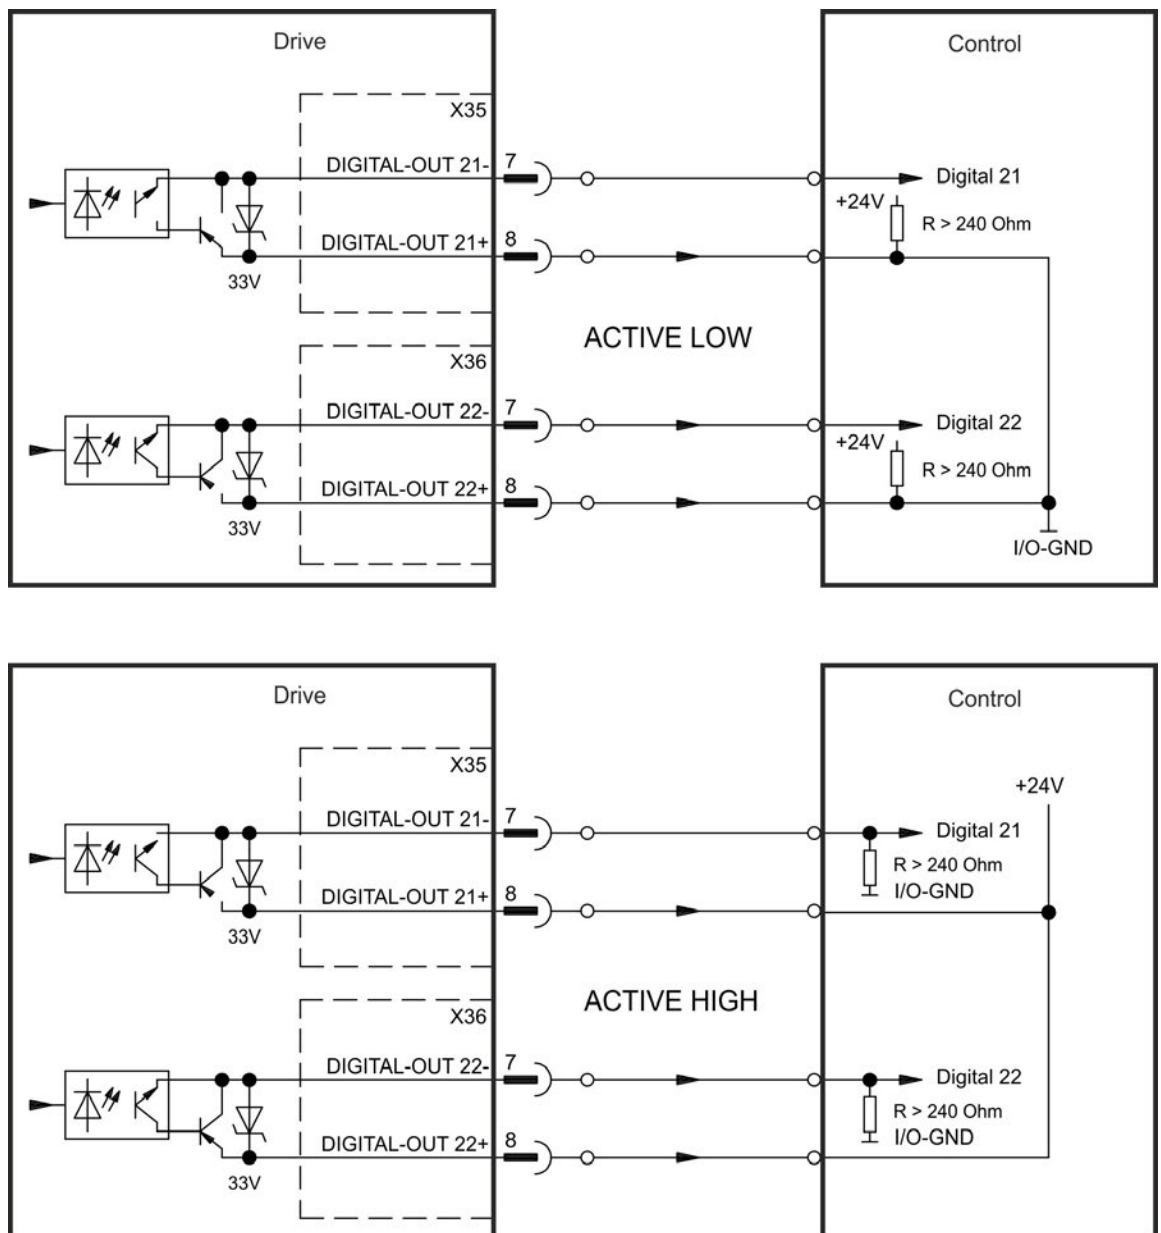 Drive
Control
X35
DIGITAL-OUT 21-
7
Digital 21
+24V
R > 240 Ohm
DIGITAL-OUT 21+
8
33V
ACTIVE LOW
X36
DIGITAL-OUT 22-
7
Digital 22
+24V
R > 240 Ohm
DIGITAL-OUT 22+
8
33V
I/O-GND
Drive
Control
X35
+24V
DIGITAL-OUT 21-
7
Digital 21
R > 240 Ohm
I/O-GND
DIGITAL-OUT 21+
8
33V
ACTIVE HIGH
X36
DIGITAL-OUT 22-
7
Digital 22
R > 240 Ohm
I/O-GND
DIGITAL-OUT 22+
8
33V